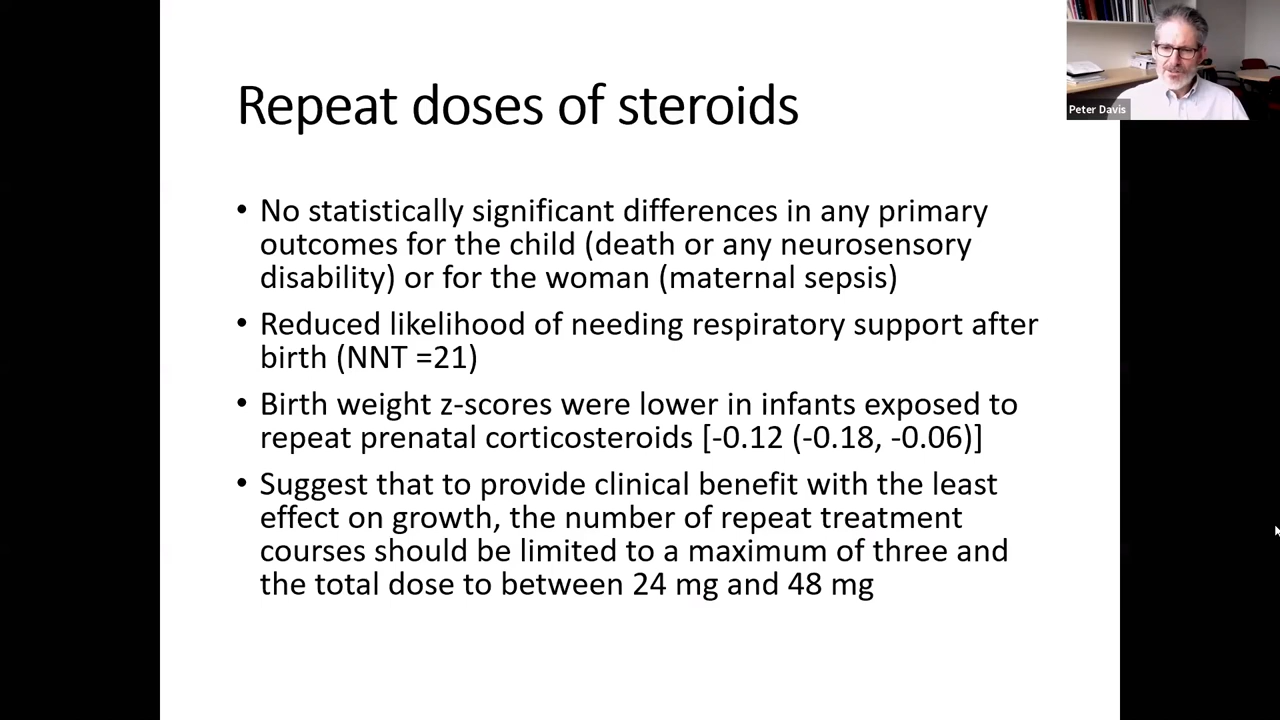 Repeat doses of steroids
Peter Davis
• No statistically significant differences in any primary
outcomes for the child (death or any neurosensory
disability) or for the woman (maternal sepsis)
• Reduced likelihood of needing respiratory support after
birth (NNT =21)
• Birth weight z-scores were lower in infants exposed to
repeat prenatal corticosteroids [-0.12 (-0.18, -0.06)]
• Suggest that to provide clinical benefit with the least
effect on growth, the number of repeat treatment
courses should be limited to a maximum of three and
the total dose to between 24 mg and 48 mg